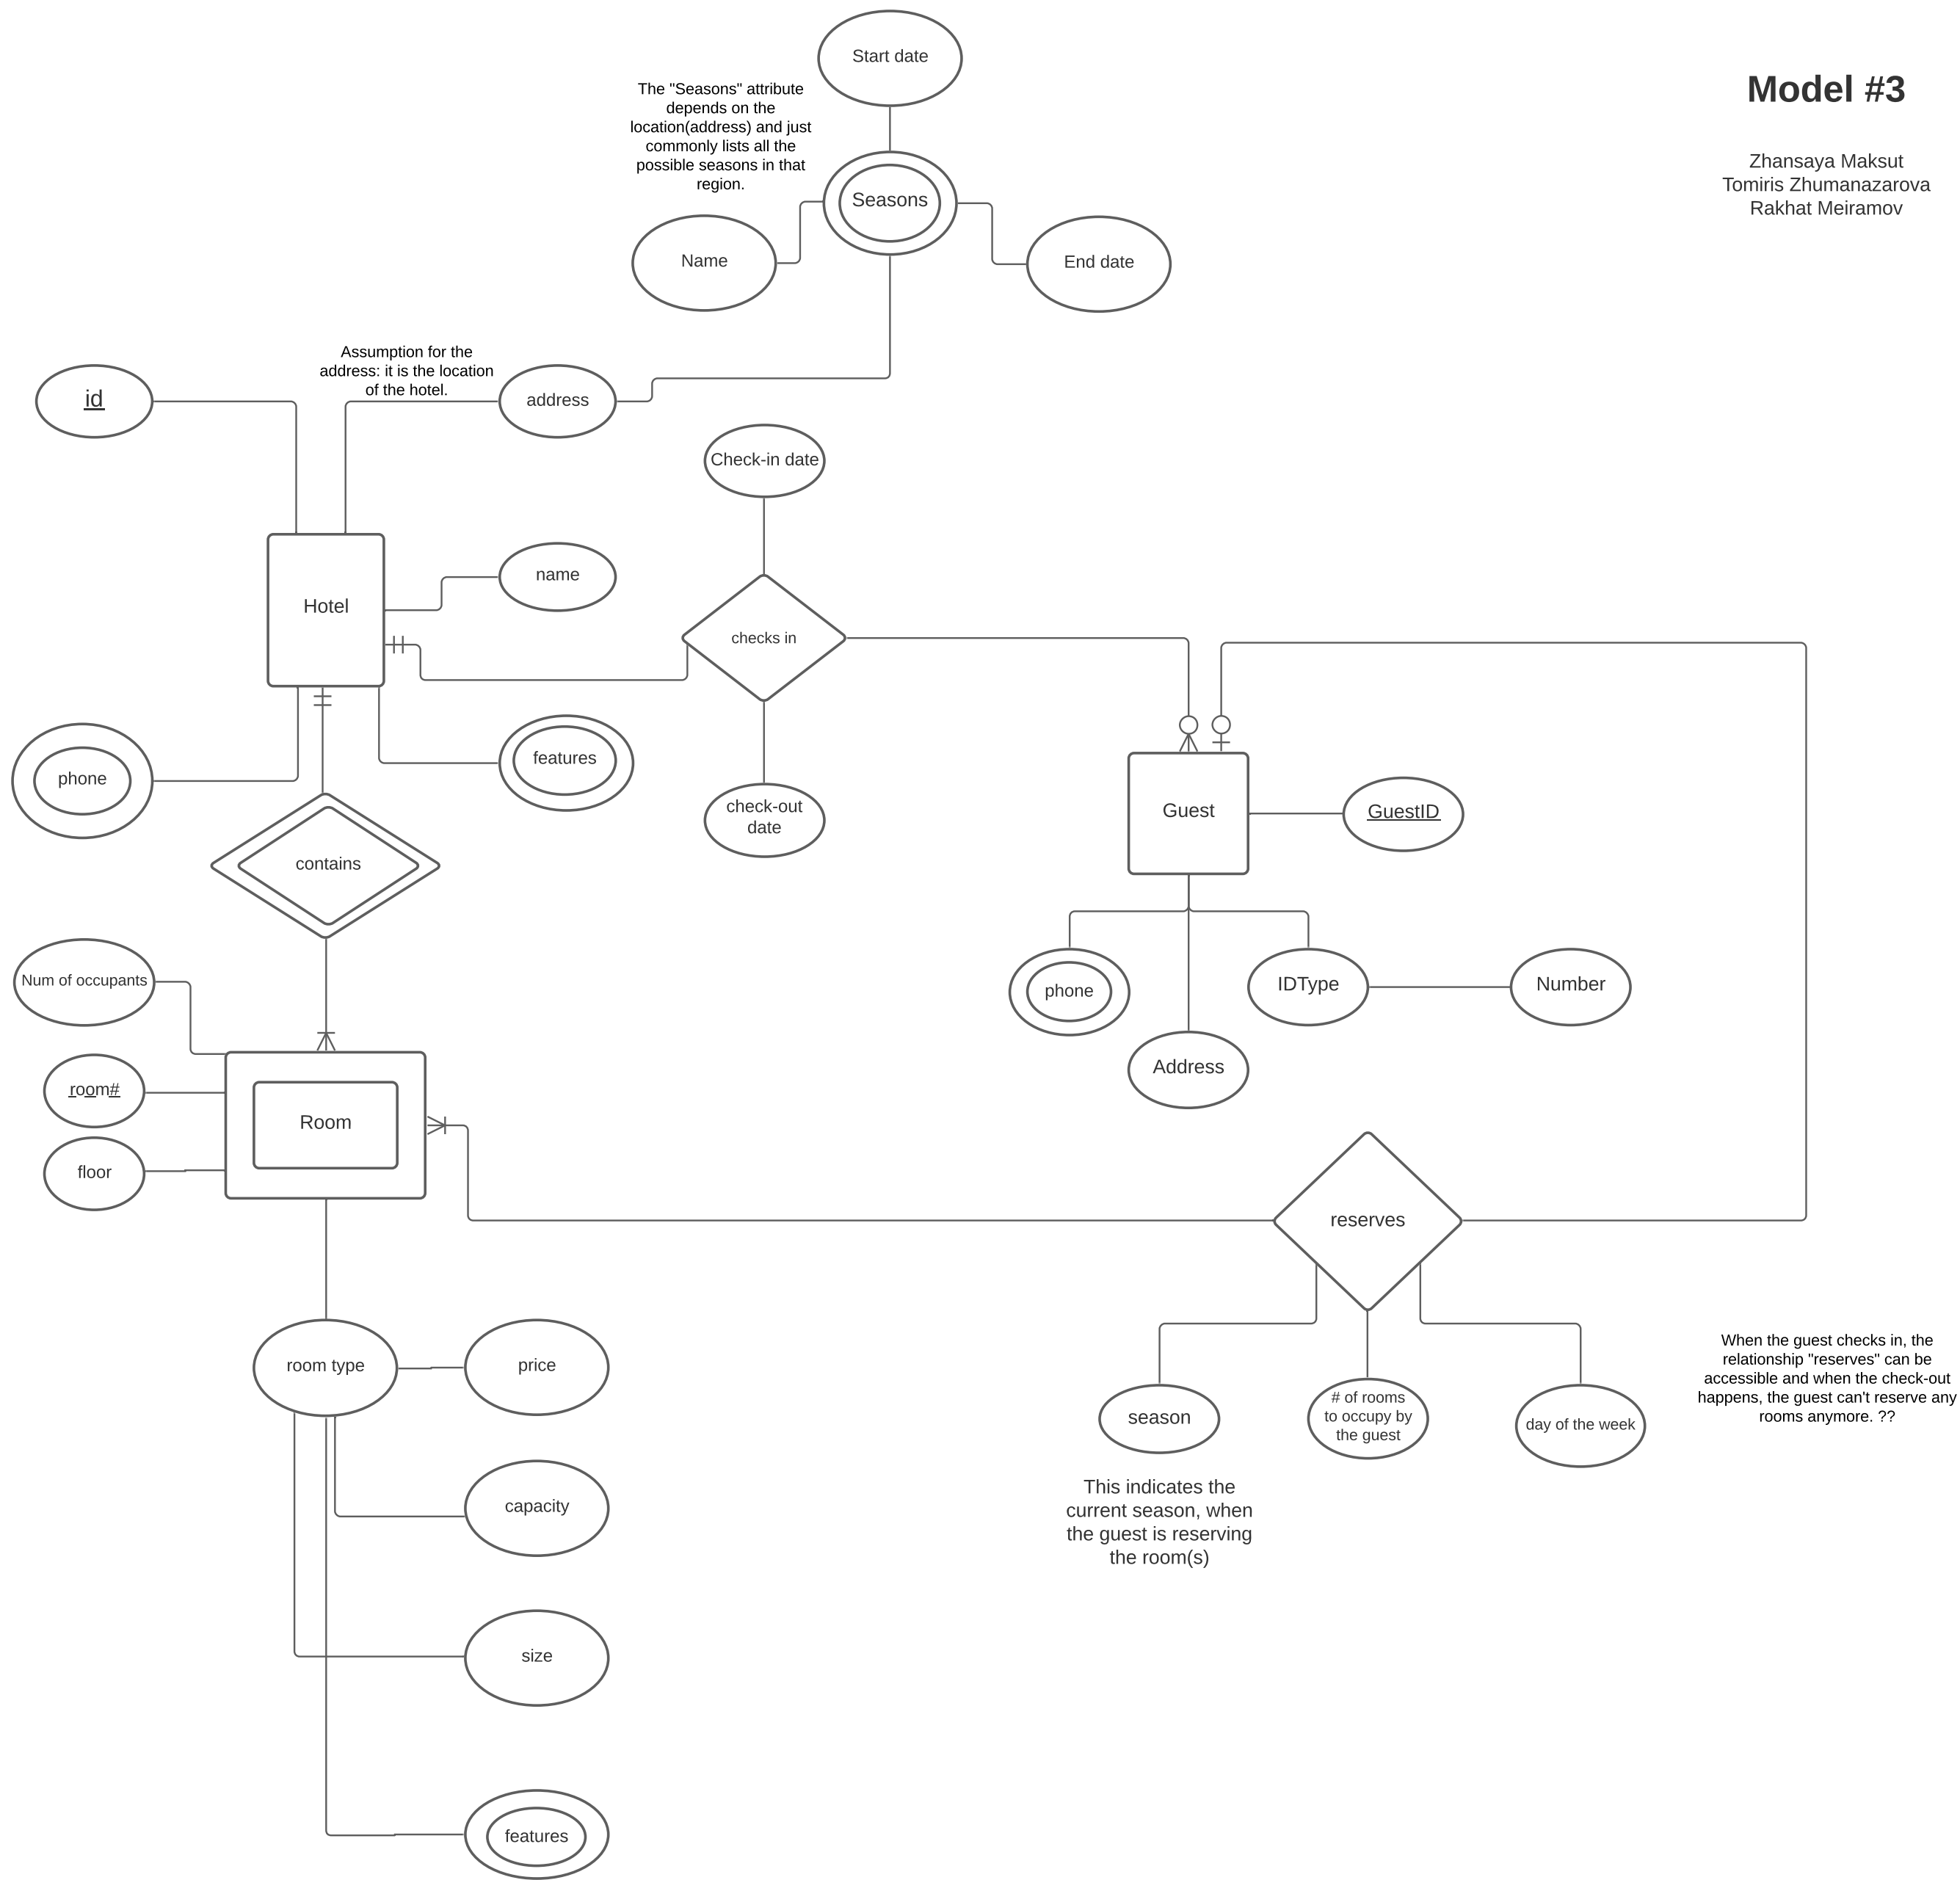 Start date
Model #3
The "Seasons" attribute
depends on the
location(address) and just
commonly lists all the
possible seasons in that
region.
Zhansaya Maksut
Tomiris Zhumanazarova
Rakhat Meiramov
Seasons
Name
End date
Assumption for the
address: it is the location
of the hotel.
id
address
Check-in date
name
Hotel
checks in
phone
features
check-out
date
Guest
GuestID
contains
Num of occupants
phone
IDType
Number
Address
room#
Room
floor
reserves
room type
price
season
# of rooms
to occupy by
the guest
day of the week
When the guest checks in, the
relationship "reserves" can be
accessible and when the check-out
happens, the guest can't reserve any
rooms anymore. ??
This indicates the
current season, when
the guest is reserving
the room(s)
capacity
size
features